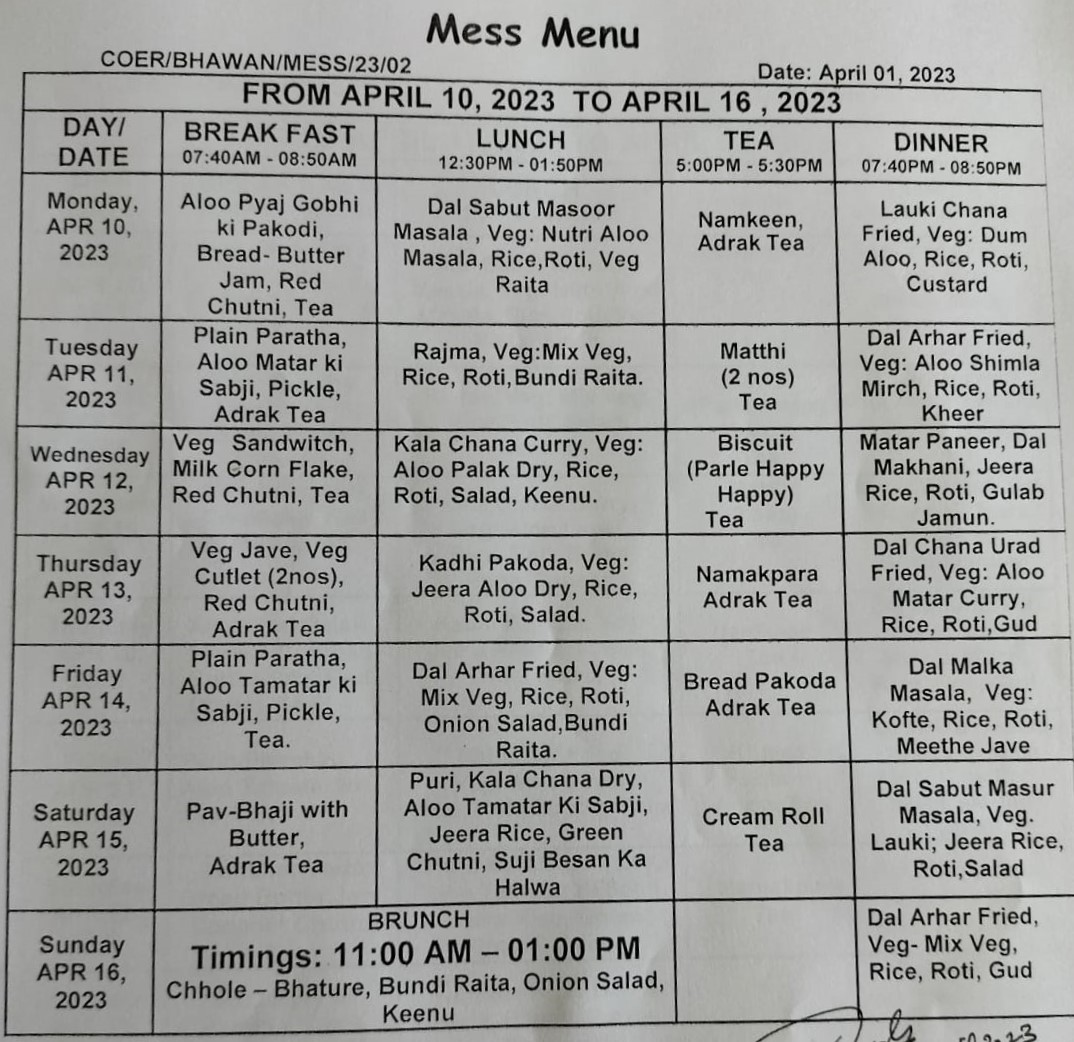 Mess Menu
COER/BHAWAN/MESS/23/02
Date: April 01, 2023
FROM APRIL 10, 2023 TO APRIL 16 , 2023
DAY/
DATE
BREAK FAST
07:40AM - 08:50AM
LUNCH
12:30PM - 01:50PM
TEA
5:00PM - 5:30PM
DINNER
07:40PM - 08:50PM
Monday,
APR 10,
2023
Aloo Pyaj Gobhi
ki Pakodi,
Bread- Butter
Jam, Red
Chutni, Tea
Dal Sabut Masoor
Masala , Veg: Nutri Aloo
Masala, Rice,Roti, Veg
Raita
Namkeen,
Adrak Tea
Lauki Chana
Fried, Veg: Dum
Aloo, Rice, Roti,
Custard
Tuesday
APR 11,
2023
Plain Paratha,
Aloo Matar ki
Sabji, Pickle,
Adrak Tea
Rajma, Veg:Mix Veg,
Rice, Roti,Bundi Raita.
Matthi
(2 nos)
Tea
Dal Arhar Fried,
Veg: Aloo Shimla
Mirch, Rice, Roti,
Kheer
Wednesday
APR 12,
2023
Veg Sandwitch,
Milk Corn Flake,
Red Chutni, Tea
Kala Chana Curry, Veg:
Aloo Palak Dry, Rice,
Roti, Salad, Keenu.
Biscuit
(Parle Happy
Happy)
Tea
Matar Paneer, Dal
Makhani, Jeera
Rice, Roti, Gulab
Jamun.
Thursday
APR 13,
2023
Veg Jave, Veg
Cutlet (2nos),
Red Chutni,
Adrak Tea
Kadhi Pakoda, Veg:
Jeera Aloo Dry, Rice,
Roti, Salad.
Namakpara
Adrak Tea
Dal Chana Urad
Fried, Veg: Aloo
Matar Curry,
Rice, Roti,Gud
Friday
APR 14,
2023
Plain Paratha,
Aloo Tamatar ki
Sabji, Pickle,
Tea.
Dal Arhar Fried, Veg:
Mix Veg, Rice, Roti,
Onion Salad,Bundi
Raita.
Bread Pakoda
Adrak Tea
Dal Malka
Masala, Veg:
Kofte, Rice, Roti,
Meethe Jave
Saturday
APR 15,
2023
Pav-Bhaji with
Butter,
Adrak Tea
Puri, Kala Chana Dry,
Aloo Tamatar Ki Sabji,
Jeera Rice, Green
Chutni, Suji Besan Ka
Halwa
Cream Roll
Tea
Dal Sabut Masur
Masala, Veg.
Lauki; Jeera Rice,
Roti,Salad
Sunday
APR 16,
2023
BRUNCH
Timings: 11:00 AM – 01:00 PM
Chhole – Bhature, Bundi Raita, Onion Salad,
Keenu
Dal Arhar Fried,
Veg- Mix Veg,
Rice, Roti, Gud